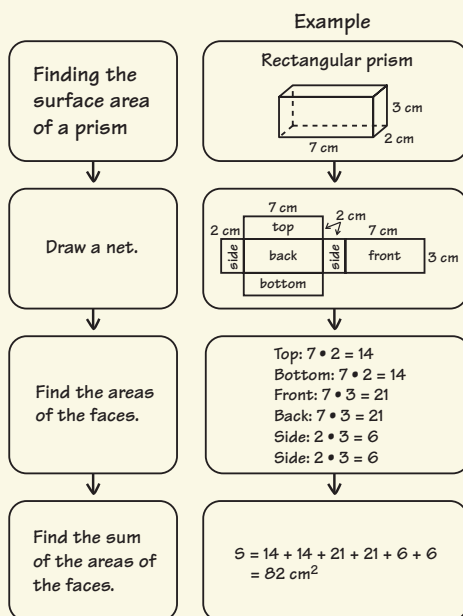 Example
Finding the
surface area
of a prism
Rectangular prism
3 cm
2 cm
7 cm
Draw a net.
7 cm
2 cm
2 cm
7 cm
top
side
back
side
front
3 cm
bottom
Find the areas
of the faces.
Top: 7 • 2 = 14
Bottom: 7 • 2 = 14
Front: 7 • 3 = 21
Back: 7 • 3 = 21
Side: 2 • 3 = 6
Side: 2 • 3 = 6
Find the sum
of the areas of
the faces.
S = 14 + 14 + 21 + 21 + 6 + 6
= 82 cm²